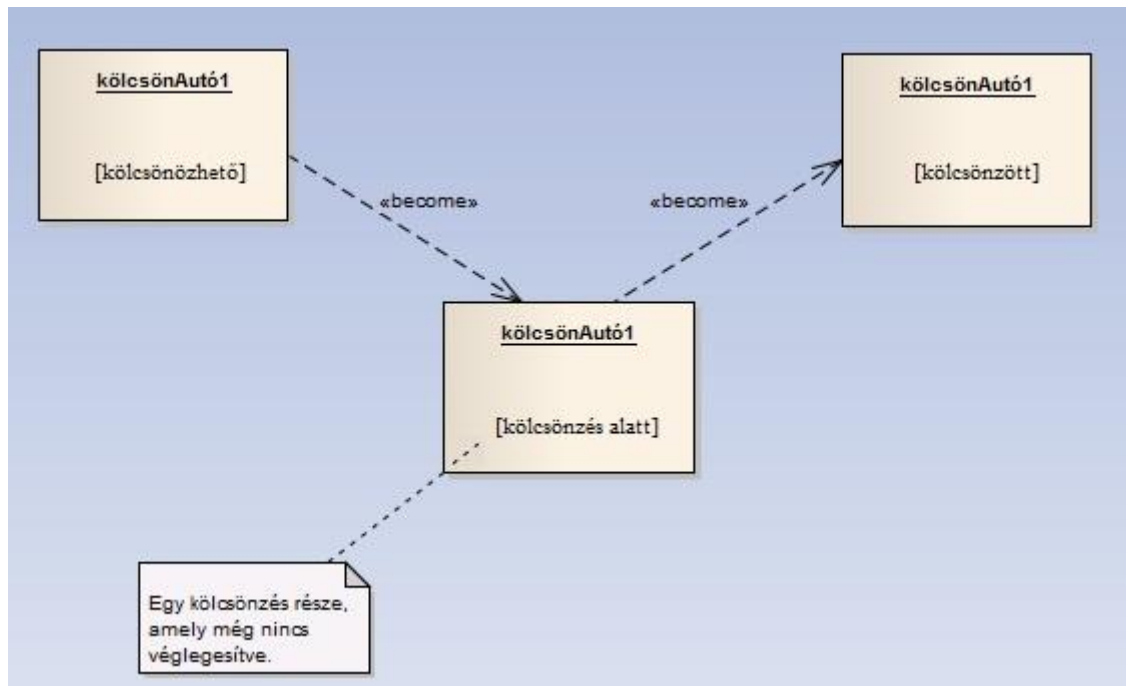 kölcsönAutó1
[kölcsönözhető]
«become»
kölcsönAutó1
[kölcsönzött]
«become»
kölcsönAutó1
[kölcsönzés alatt]
Egy kölcsönzés része,
amely még nincs
véglegesítve.